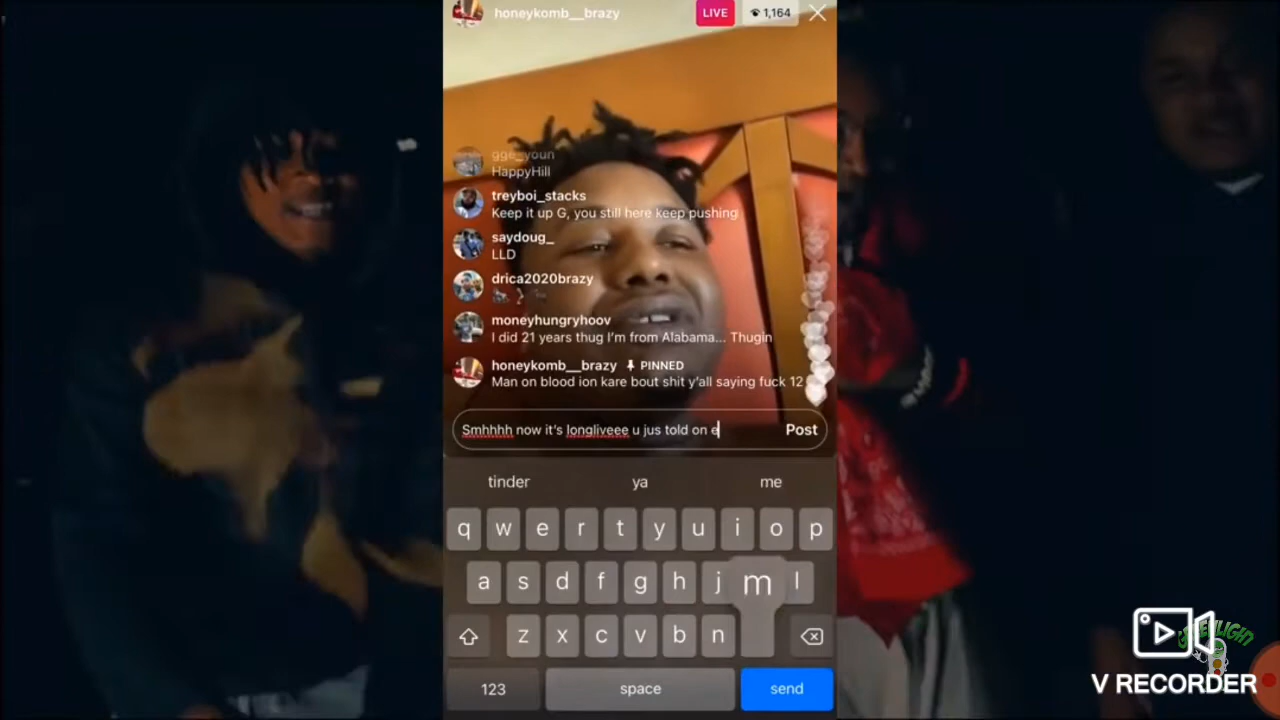 honeykomb__brazy
LIVE
1,164
gge_youn
HappyHill
treyboi_stacks
Keep it up G, you still here keep pushing
saydoug_
LLD
drica2020brazy
moneyhungryhoov
I did 21 years thug I'm from Alabama... Thugin
honeykomb__brazy PINNED
Man on blood ion kare bout shit y'all saying fuck 12
Smhhhh now it's longliveee u jus told on e
Post
tinder ya me
q w e r t y u i o p
a s d f g h j m l
z x c v b n
123 space send
GREENLIGHT
V RECORDER